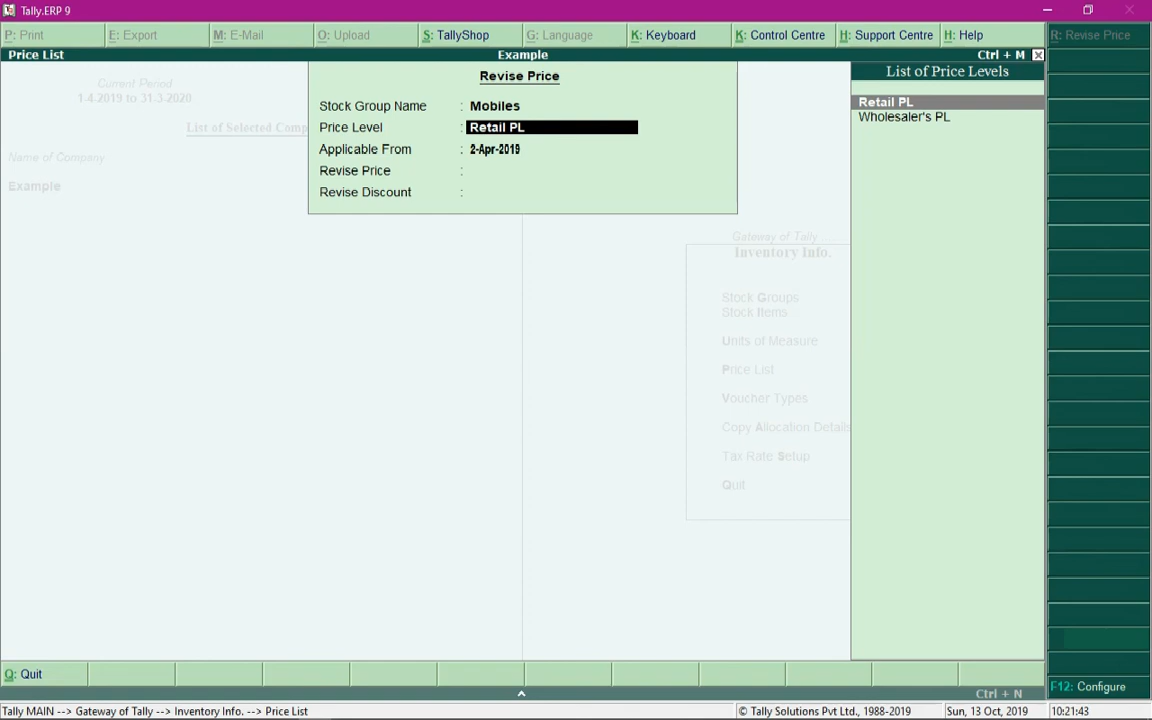 Tally.ERP 9
P: Print
E: Export
M: E-Mail
O: Upload
S: TallyShop
G: Language
K: Keyboard
K: Control Centre
H: Support Centre
H: Help
R: Revise Price
Price List
Example
Ctrl + M
Current Period
1-4.2019 to 31.3-2020
List of Selected Comp
Name of Company
Example
Revise Price
Stock Group Name : Mobiles
Price Level : Retail PL
Applicable From : 2-Apr-2019
Revise Price :
Revise Discount :
List of Price Levels
Retail PL
Wholesaler's PL
Gateway of Tally ......
Inventory Info.
Stock Groups
Stock Items
Units of Measure
Price List
Voucher Types
Copy Allocation Details
Tax Rate Setup
Quit
Q: Quit
F12: Configure
Ctrl + N
Tally MAIN --> Gateway of Tally --> Inventory Info. --> Price List
© Tally Solutions Pvt Ltd., 1988-2019
Sun, 13 Oct, 2019
10:21:43